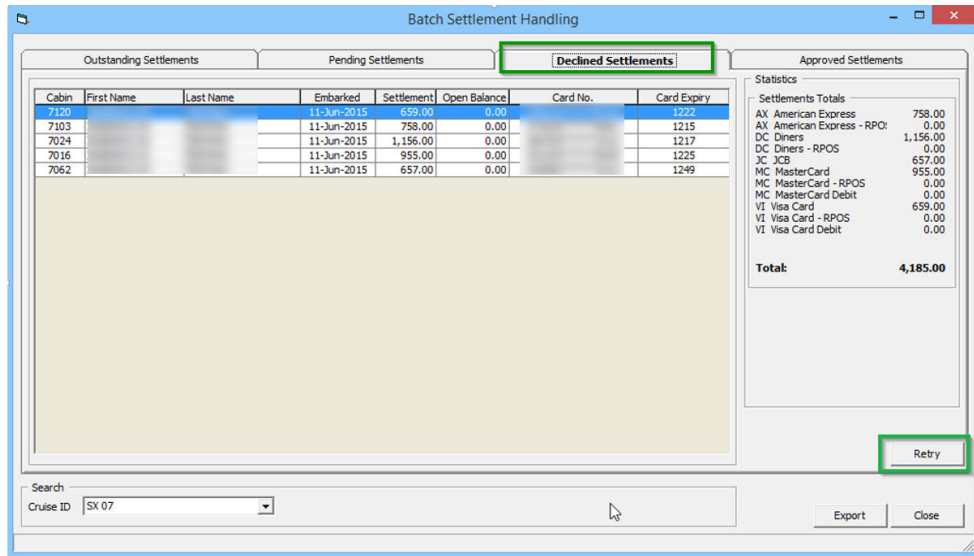 Batch Settlement Handling
Outstanding Settlements Pending Settlements Declined Settlements Approved Settlements
Statistics
Cabin First Name Last Name Embarked Settlement Open Balance Card No. Card Expiry
7120 11-Jun-2015 659.00 0.00 1222
7103 11-Jun-2015 758.00 0.00 1215
7024 11-Jun-2015 1,156.00 0.00 1217
7016 11-Jun-2015 955.00 0.00 1225
7062 11-Jun-2015 657.00 0.00 1249
Settlements Totals
AX American Express 758.00
AX American Express - RPO 0.00
DC Diners 1,156.00
DC Diners - RPOS 0.00
JC JCB 657.00
MC MasterCard 955.00
MC MasterCard - RPOS 0.00
MC MasterCard Debit 0.00
VI Visa Card 659.00
VI Visa Card - RPOS 0.00
VI Visa Card Debit 0.00
Total: 4,185.00
Retry
Search
Cruise ID SX 07
Export Close